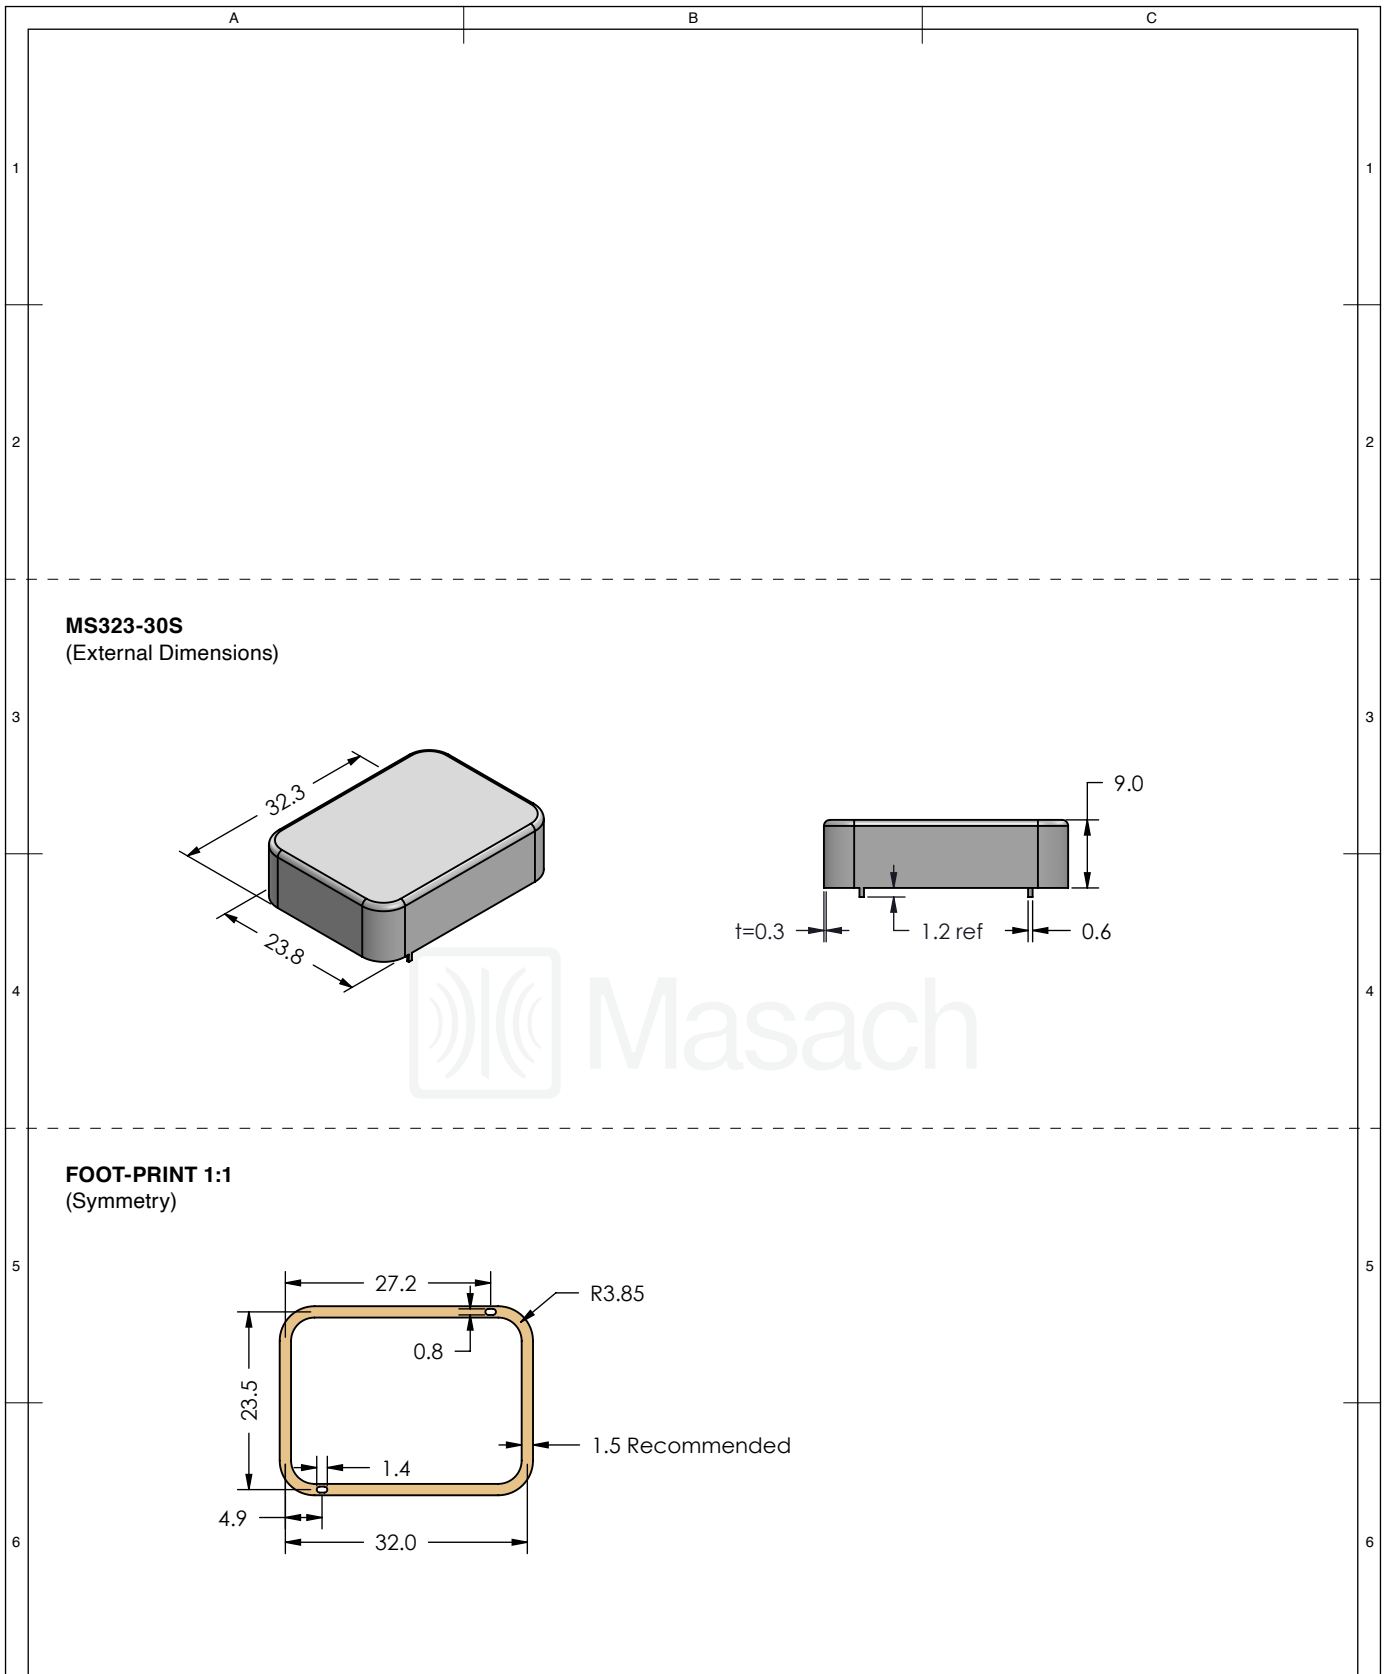 A B C
1 1
2 2
MS323-30S
(External Dimensions)
3 3
32.3
23.8
9.0
t=0.3
1.2 ref
0.6
4 4
Masach
FOOT-PRINT 1:1
(Symmetry)
5 5
27.2
R3.85
0.8
23.5
1.5 Recommended
1.4
4.9
32.0
6 6